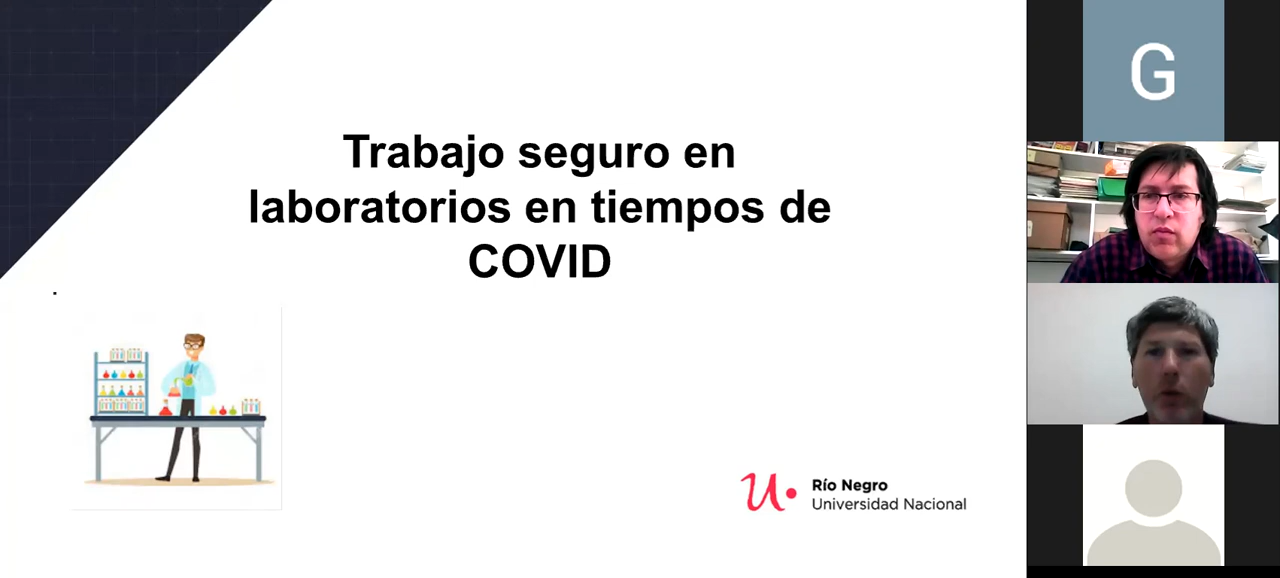 Trabajo seguro en
laboratorios en tiempos de
COVID
.
Río Negro
Universidad Nacional
G